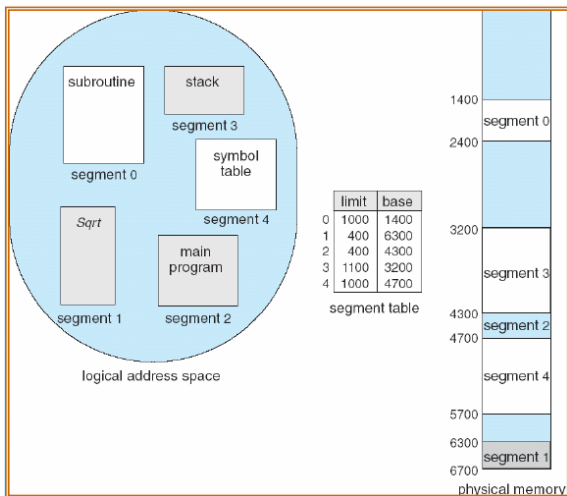 subroutine
segment 0
stack
segment 3
symbol
table
segment 4
Sqrt
segment 1
main
program
segment 2
logical address space
limit base
0 1000 1400
1 400 6300
2 400 4300
3 1100 3200
4 1000 4700
segment table
1400
segment 0
2400
3200
segment 3
4300
segment 2
4700
segment 4
5700
6300
segment 1
6700
physical memory